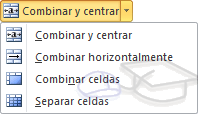 Combinar y centrar
Combinar y centrar
Combinar horizontalmente
Combinar celdas
Separar celdas